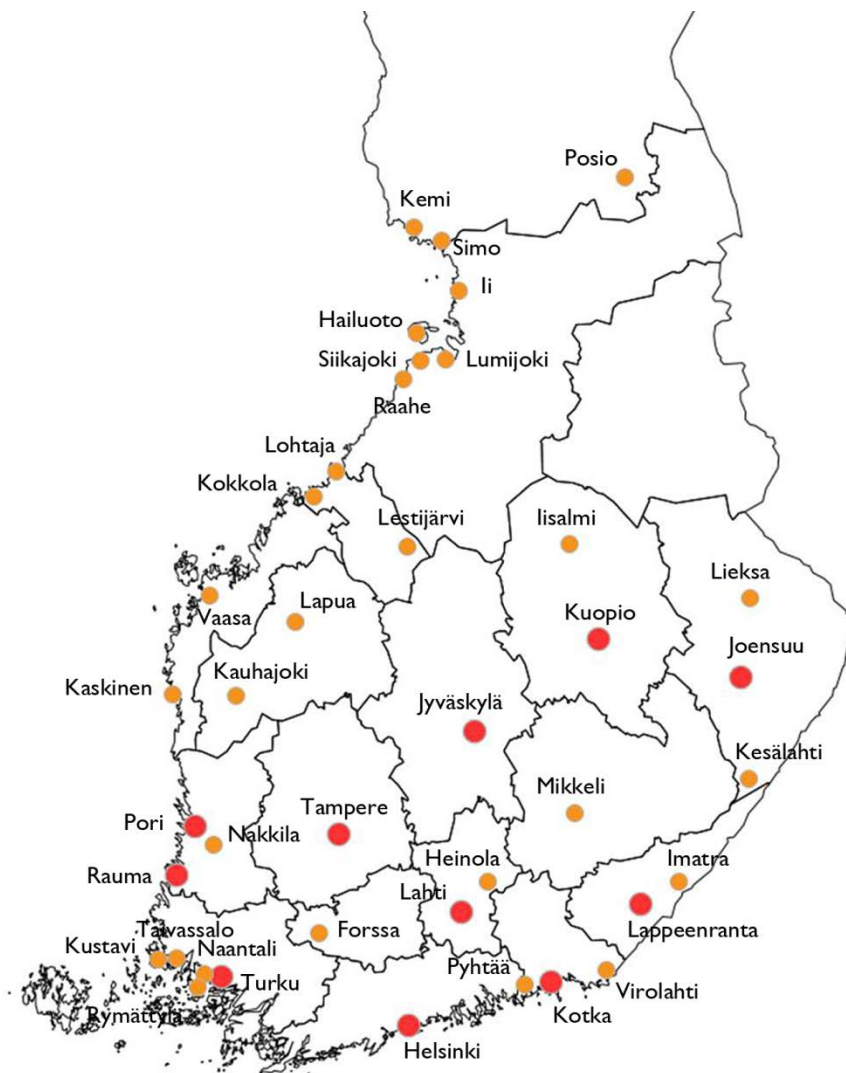 Posio
Kemi
Simo
Ii
Hailuoto
Siikajoki
Lumijoki
Raahe
Lohtaja
Kokkola
Lestijärvi
Iisalmi
Lieksa
Vaasa
Lapua
Kuopio
Joensuu
Kaskinen
Kauhajoki
Jyväskylä
Kesälahti
Mikkeli
Pori
Tampere
Nakkila
Heinola
Imatra
Rauma
Lahti
Taivassalo
Forssa
Lappeenranta
Kustavi
Naantali
Pyhtää
Turku
Virolahti
Rymättylä
Kotka
Helsinki